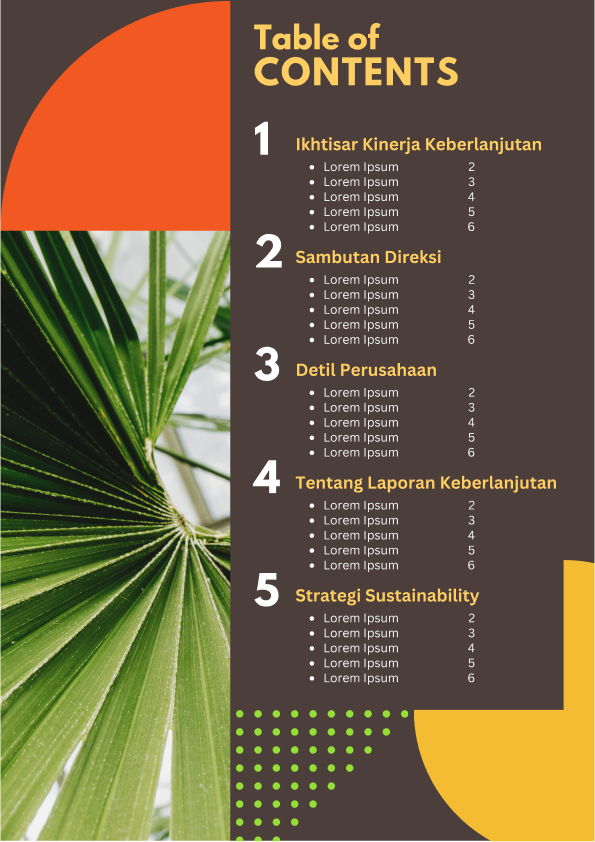 Table of
CONTENTS
1
Ikhtisar Kinerja Keberlanjutan
• Lorem Ipsum 2
• Lorem Ipsum 3
• Lorem Ipsum 4
• Lorem Ipsum 5
• Lorem Ipsum 6
2
Sambutan Direksi
• Lorem Ipsum 2
• Lorem Ipsum 3
• Lorem Ipsum 4
• Lorem Ipsum 5
• Lorem Ipsum 6
3
Detil Perusahaan
• Lorem Ipsum 2
• Lorem Ipsum 3
• Lorem Ipsum 4
• Lorem Ipsum 5
• Lorem Ipsum 6
4
Tentang Laporan Keberlanjutan
• Lorem Ipsum 2
• Lorem Ipsum 3
• Lorem Ipsum 4
• Lorem Ipsum 5
• Lorem Ipsum 6
5
Strategi Sustainability
• Lorem Ipsum 2
• Lorem Ipsum 3
• Lorem Ipsum 4
• Lorem Ipsum 5
• Lorem Ipsum 6